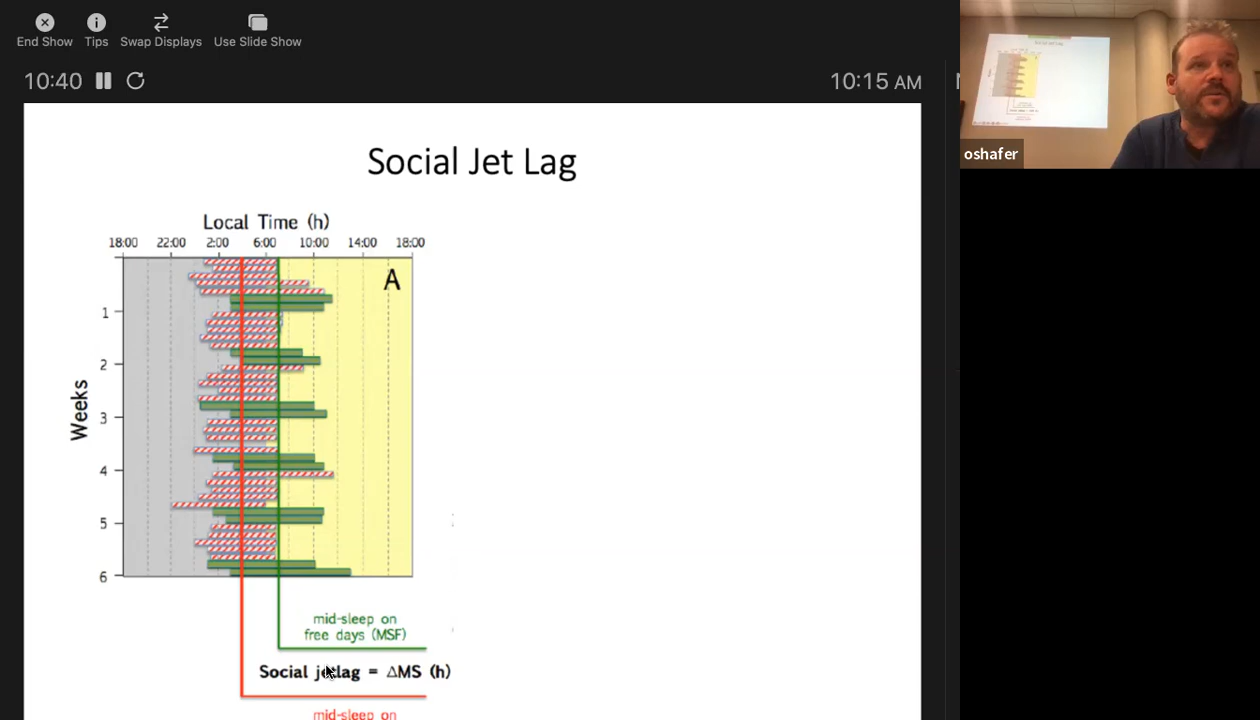 End Show Tips Swap Displays Use Slide Show
10:40 10:15 AM
Social Jet Lag
Local Time (h)
18:00 22:00 2:00 6:00 10:00 14:00 18:00
A
Weeks
1
2
3
4
5
6
mid-sleep on
free days (MSF)
Social jetlag = ΔMS (h)
mid-sleep on
oshafer